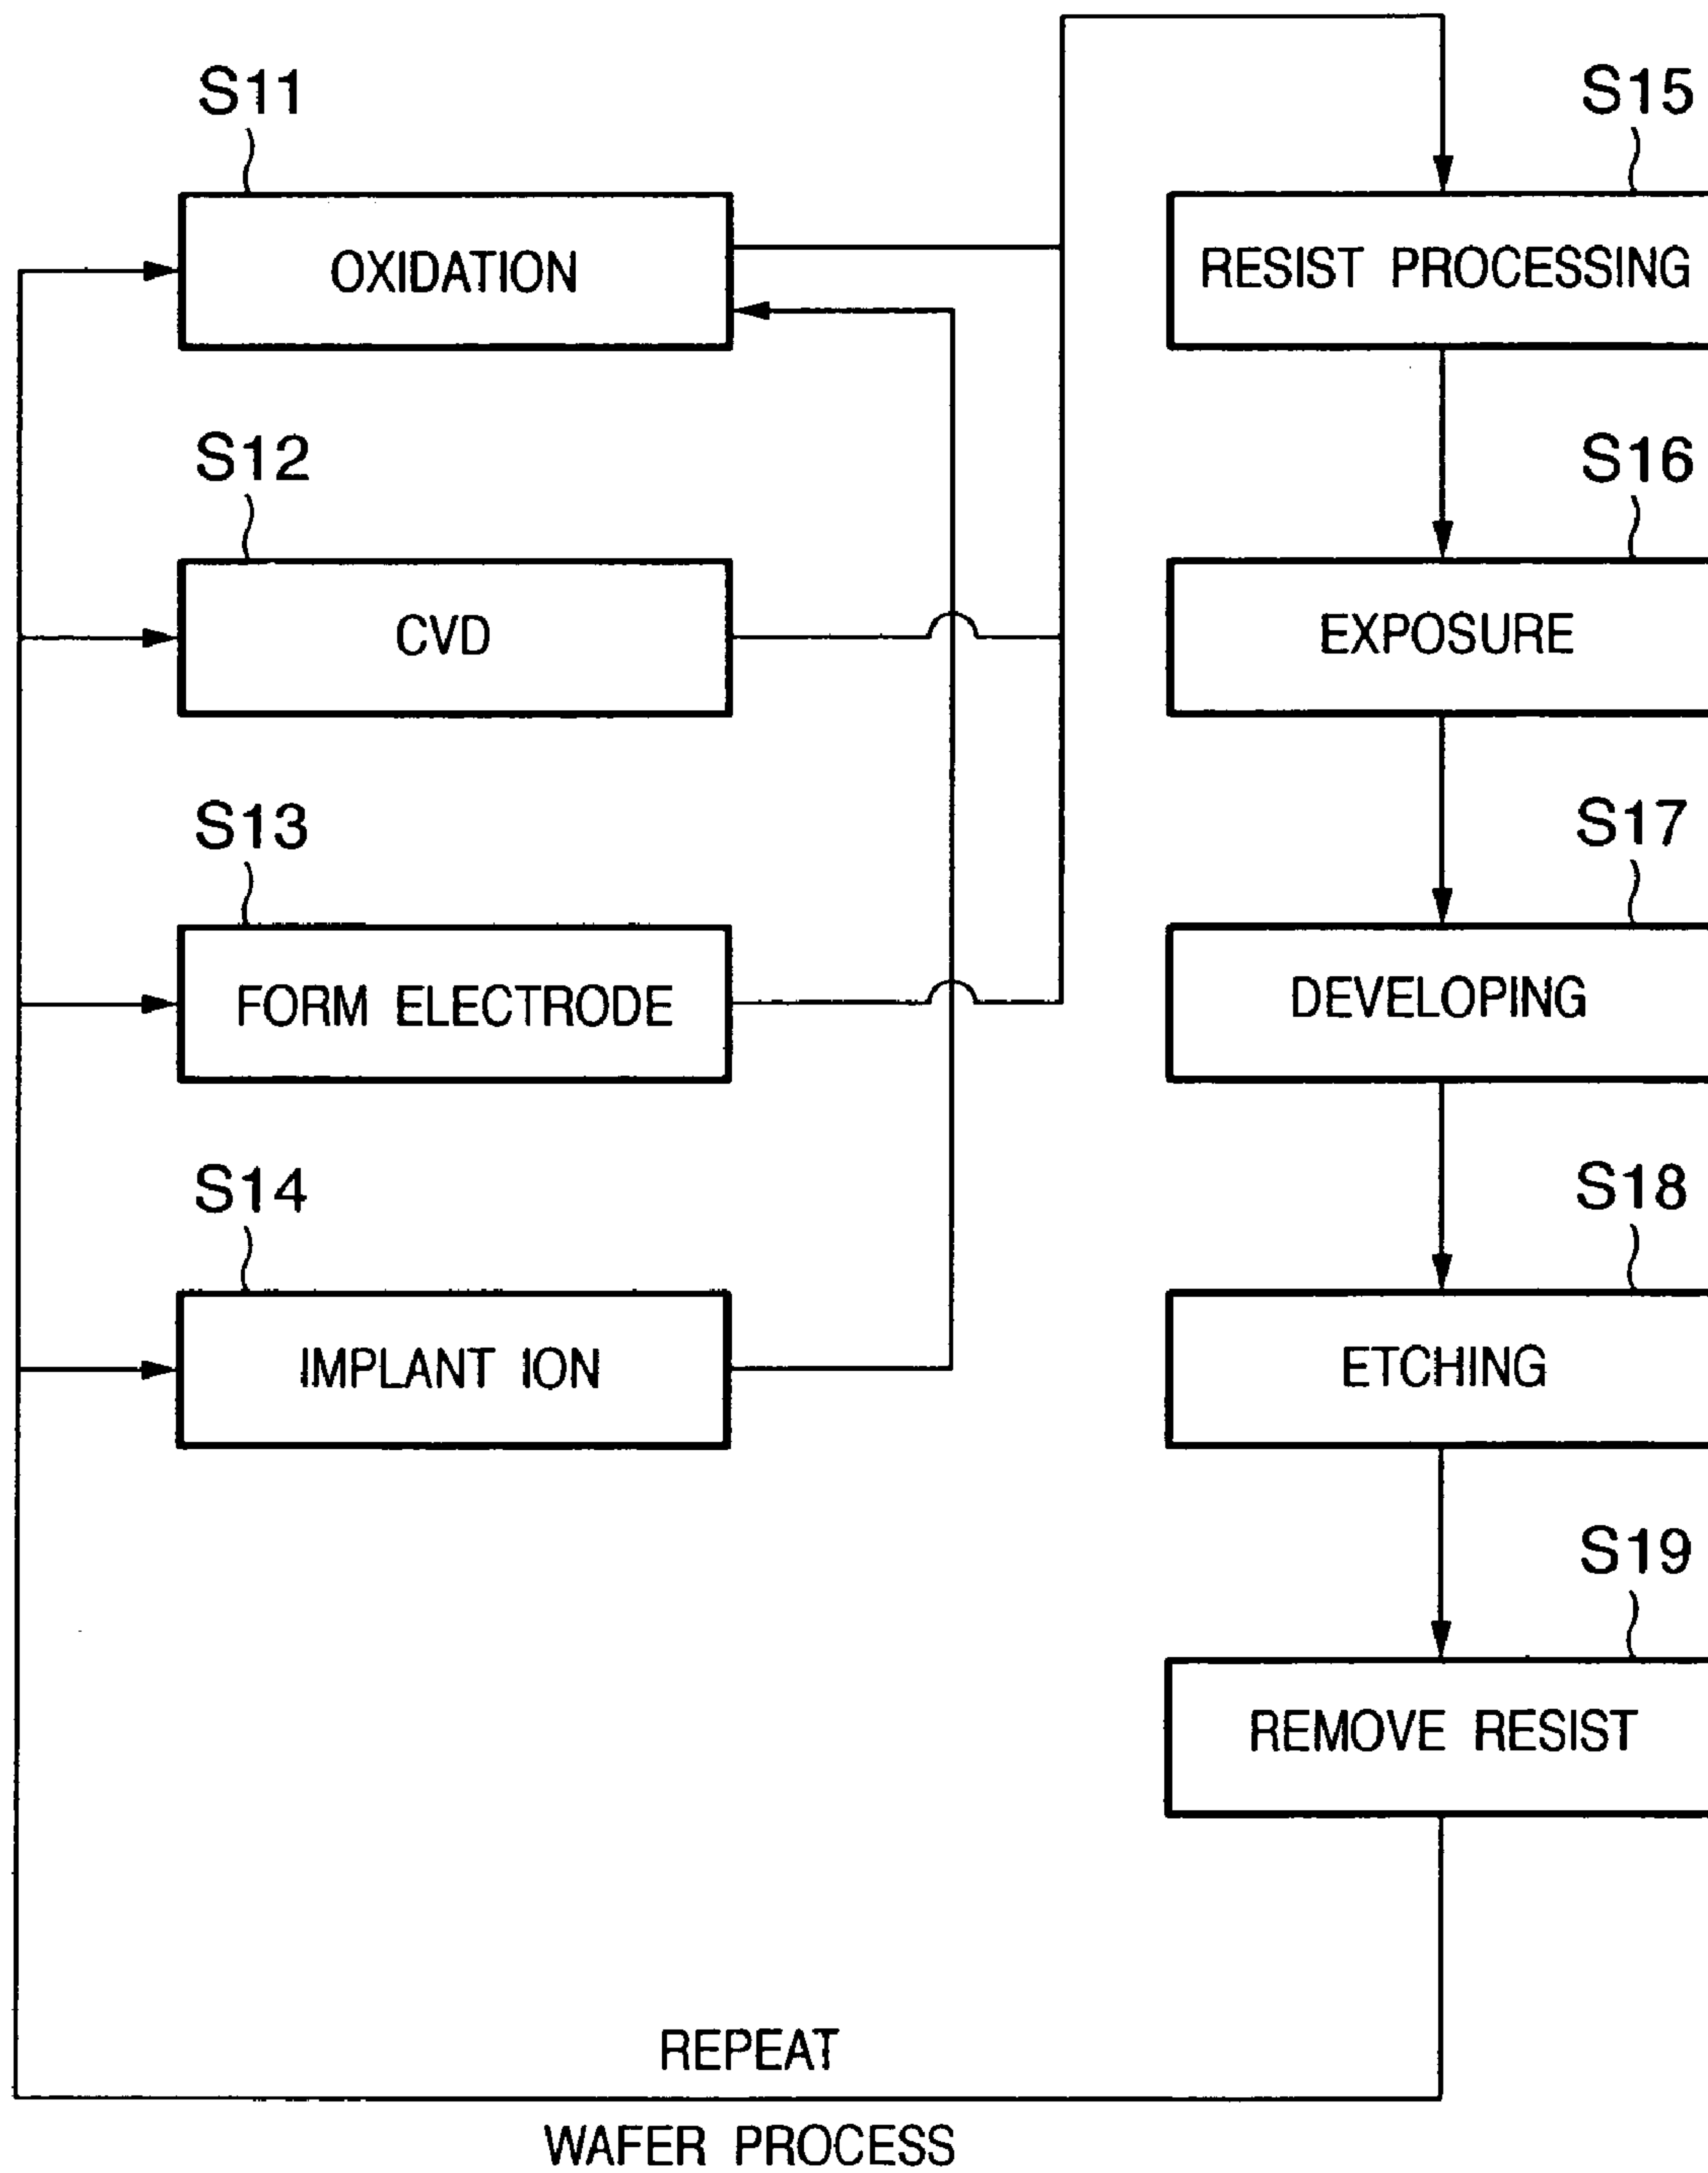 S11
OXIDATION
S12
CVD
S13
FORM ELECTRODE
S14
IMPLANT ION
S15
RESIST PROCESSING
S16
EXPOSURE
S17
DEVELOPING
S18
ETCHING
S19
REMOVE RESIST
REPEAT
WAFER PROCESS